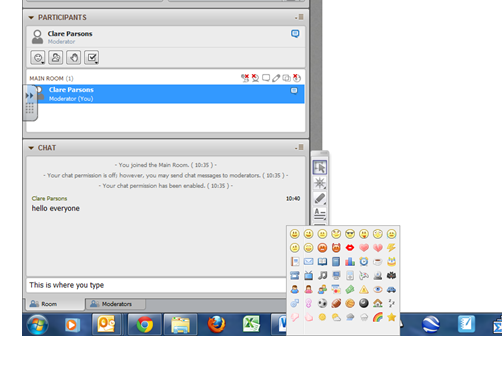 PARTICIPANTS
Clare Parsons
Moderator
MAIN ROOM (1)
Clare Parsons
Moderator (You)
CHAT
- You joined the Main Room. ( 10:35 ) -
- Your chat permission is off; however, you may send chat messages to moderators. ( 10:35 ) -
- Your chat permission has been enabled. ( 10:35 ) -
Clare Parsons 10:40
hello everyone
This is where you type
Room Moderators